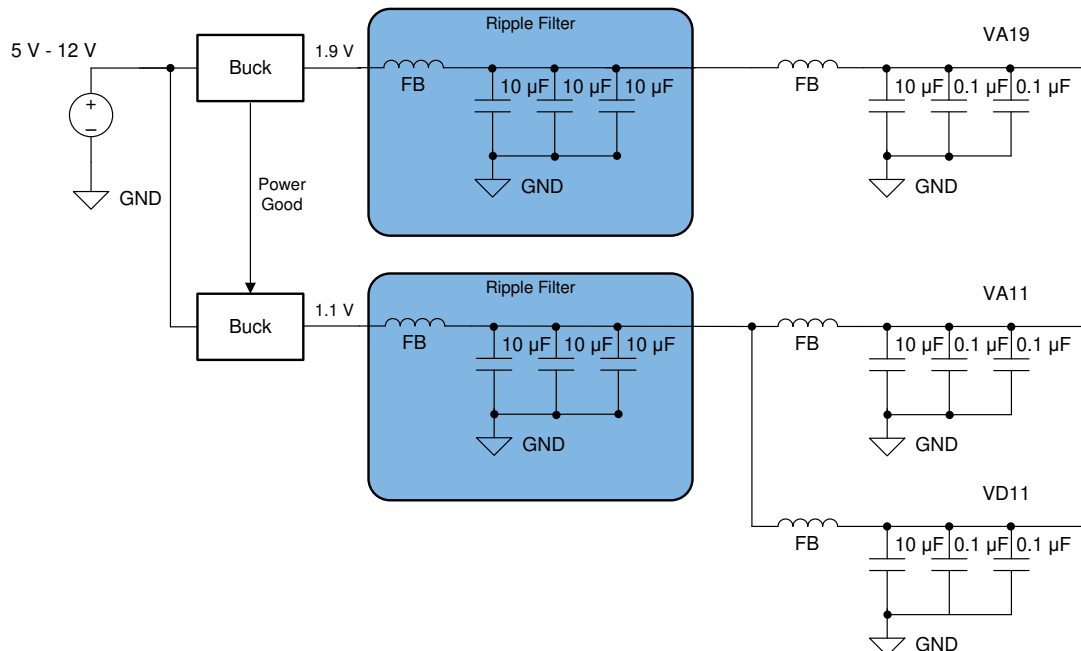 Ripple Filter
5 V - 12 V
Buck
1.9 V
VA19
FB
10 µF
10 µF
10 µF
FB
10 µF
0.1 µF
0.1 µF
+
−
GND
Power
Good
GND
GND
Ripple Filter
Buck
1.1 V
VA11
FB
10 µF
10 µF
10 µF
FB
10 µF
0.1 µF
0.1 µF
GND
GND
VD11
FB
10 µF
0.1 µF
0.1 µF
GND